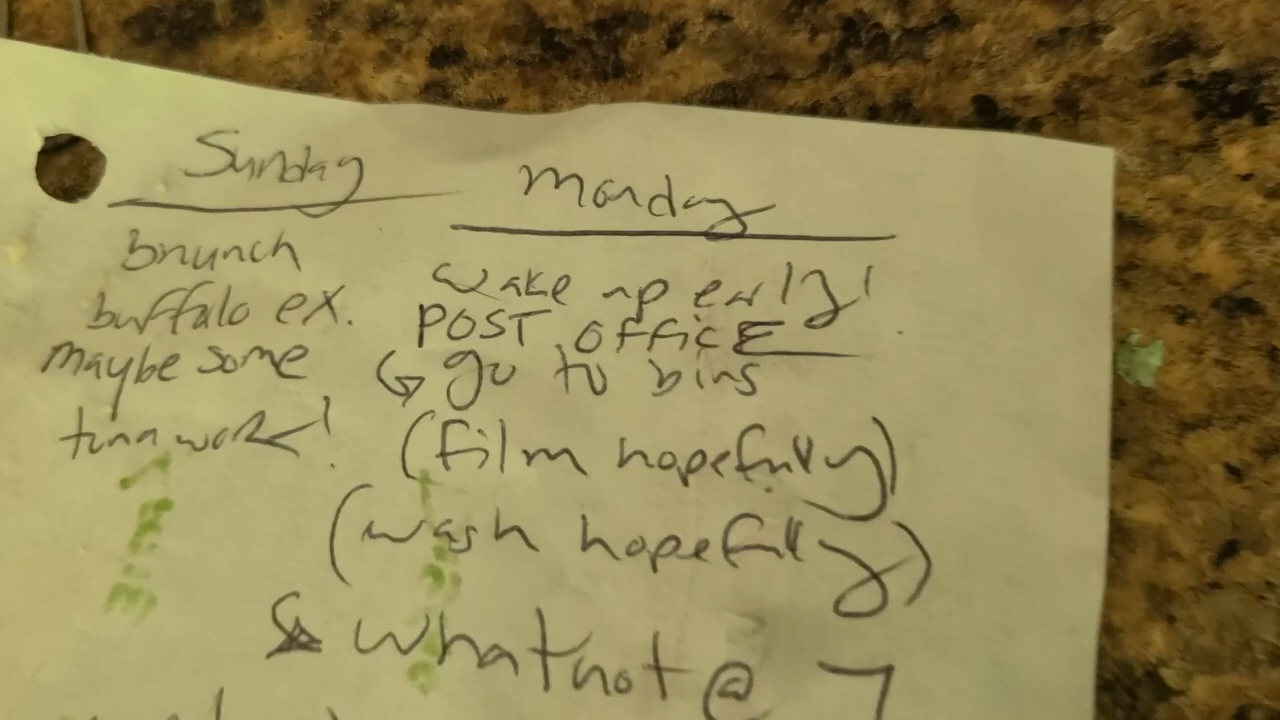 Sunday
brunch
buffalo ex.
maybe some
tuna work!
Monday
wake up early!
POST OFFICE
↳ go to bins
(film hopefully)
(wash hopefully)
& whatnot @ 7